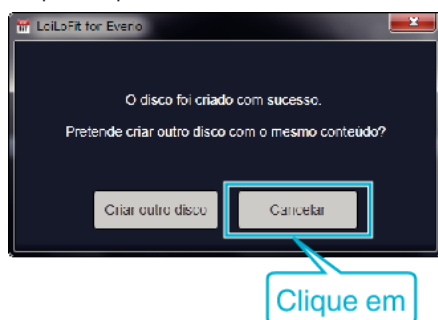 LoiLoFit for Everio
O disco foi criado com sucesso.
Pretende criar outro disco com o mesmo conteúdo?
Criar outro disco
Cancelar
Clique em